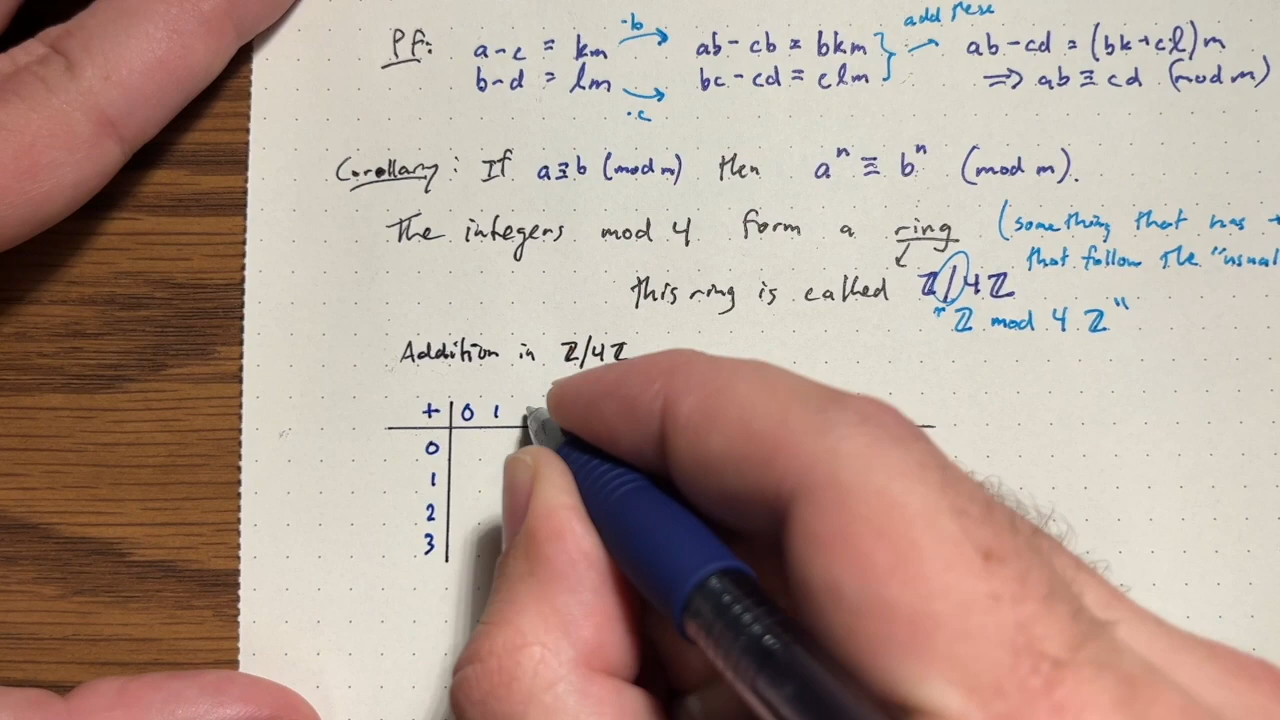 Pf: a-c = km ·b→ ab - cb = bkm } add these → ab - cd = (bk+cl)m
b-d = lm ·c→ bc - cd = clm ⇒ ab ≡ cd (mod m)
Corollary: If a≡b (mod m) then aⁿ ≡ bⁿ (mod m).
The integers mod 4 form a ring (something that has +
that follow the "usual
this ring is called ℤ/4ℤ
"ℤ mod 4 ℤ"
Addition in ℤ/4ℤ
+ 0 1
0
1
2
3